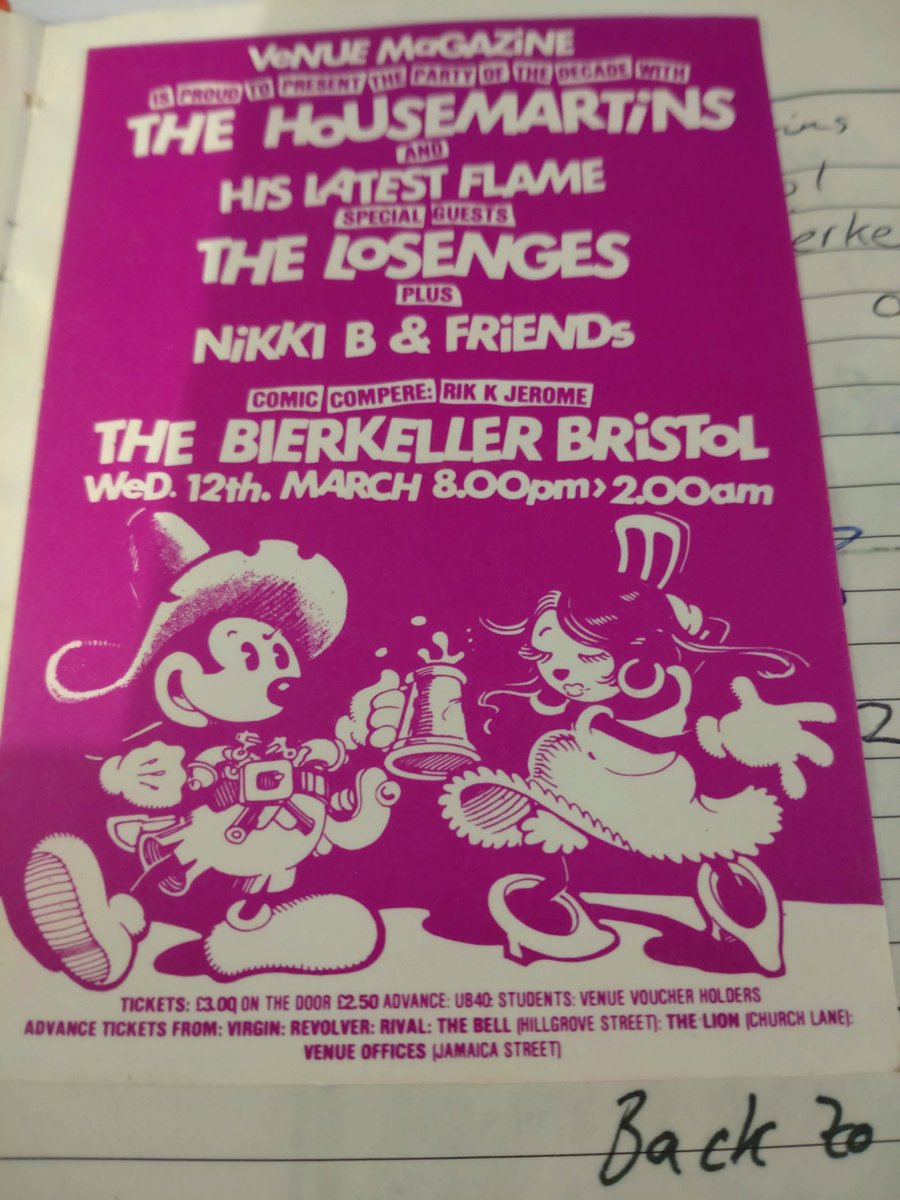 VeNUE MaGAZiNE
IS PROUD TO PRESENT THE PARTY OF THE DECADE WITH
THE HoUSEMARTiNS
AND
HIS LATEST FLAME
SPECIAL GUESTS
THE LoSENGES
PLUS
NiKKI B & FRiENDs
COMIC COMPERE: RIK K JEROME
THE BIERKELLER BRiSToL
WeD. 12th. MARCH 8.00pm>2.00am
TICKETS: £3.00 ON THE DOOR £2.50 ADVANCE: UB40: STUDENTS: VENUE VOUCHER HOLDERS
ADVANCE TICKETS FROM: VIRGIN: REVOLVER: RIVAL: THE BELL (HILLGROVE STREET): THE LION (CHURCH LANE):
VENUE OFFICES (JAMAICA STREET)
Back to